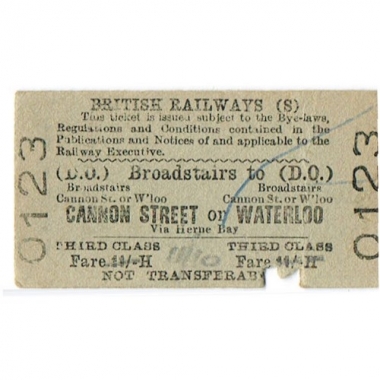 BRITISH RAILWAYS (S)
This ticket is issued subject to the Bye-laws,
Regulations and Conditions contained in the
Publications and Notices of and applicable to the
Railway Executive.
(D.O.) Broadstairs to (D.O.)
Broadstairs Broadstairs
Cannon St. or W'loo Cannon St. or W'loo
CANNON STREET or WATERLOO
Via Herne Bay
THIRD CLASS THIRD CLASS
Fare -H Fare -H
NOT TRANSFERAB
0123
0123